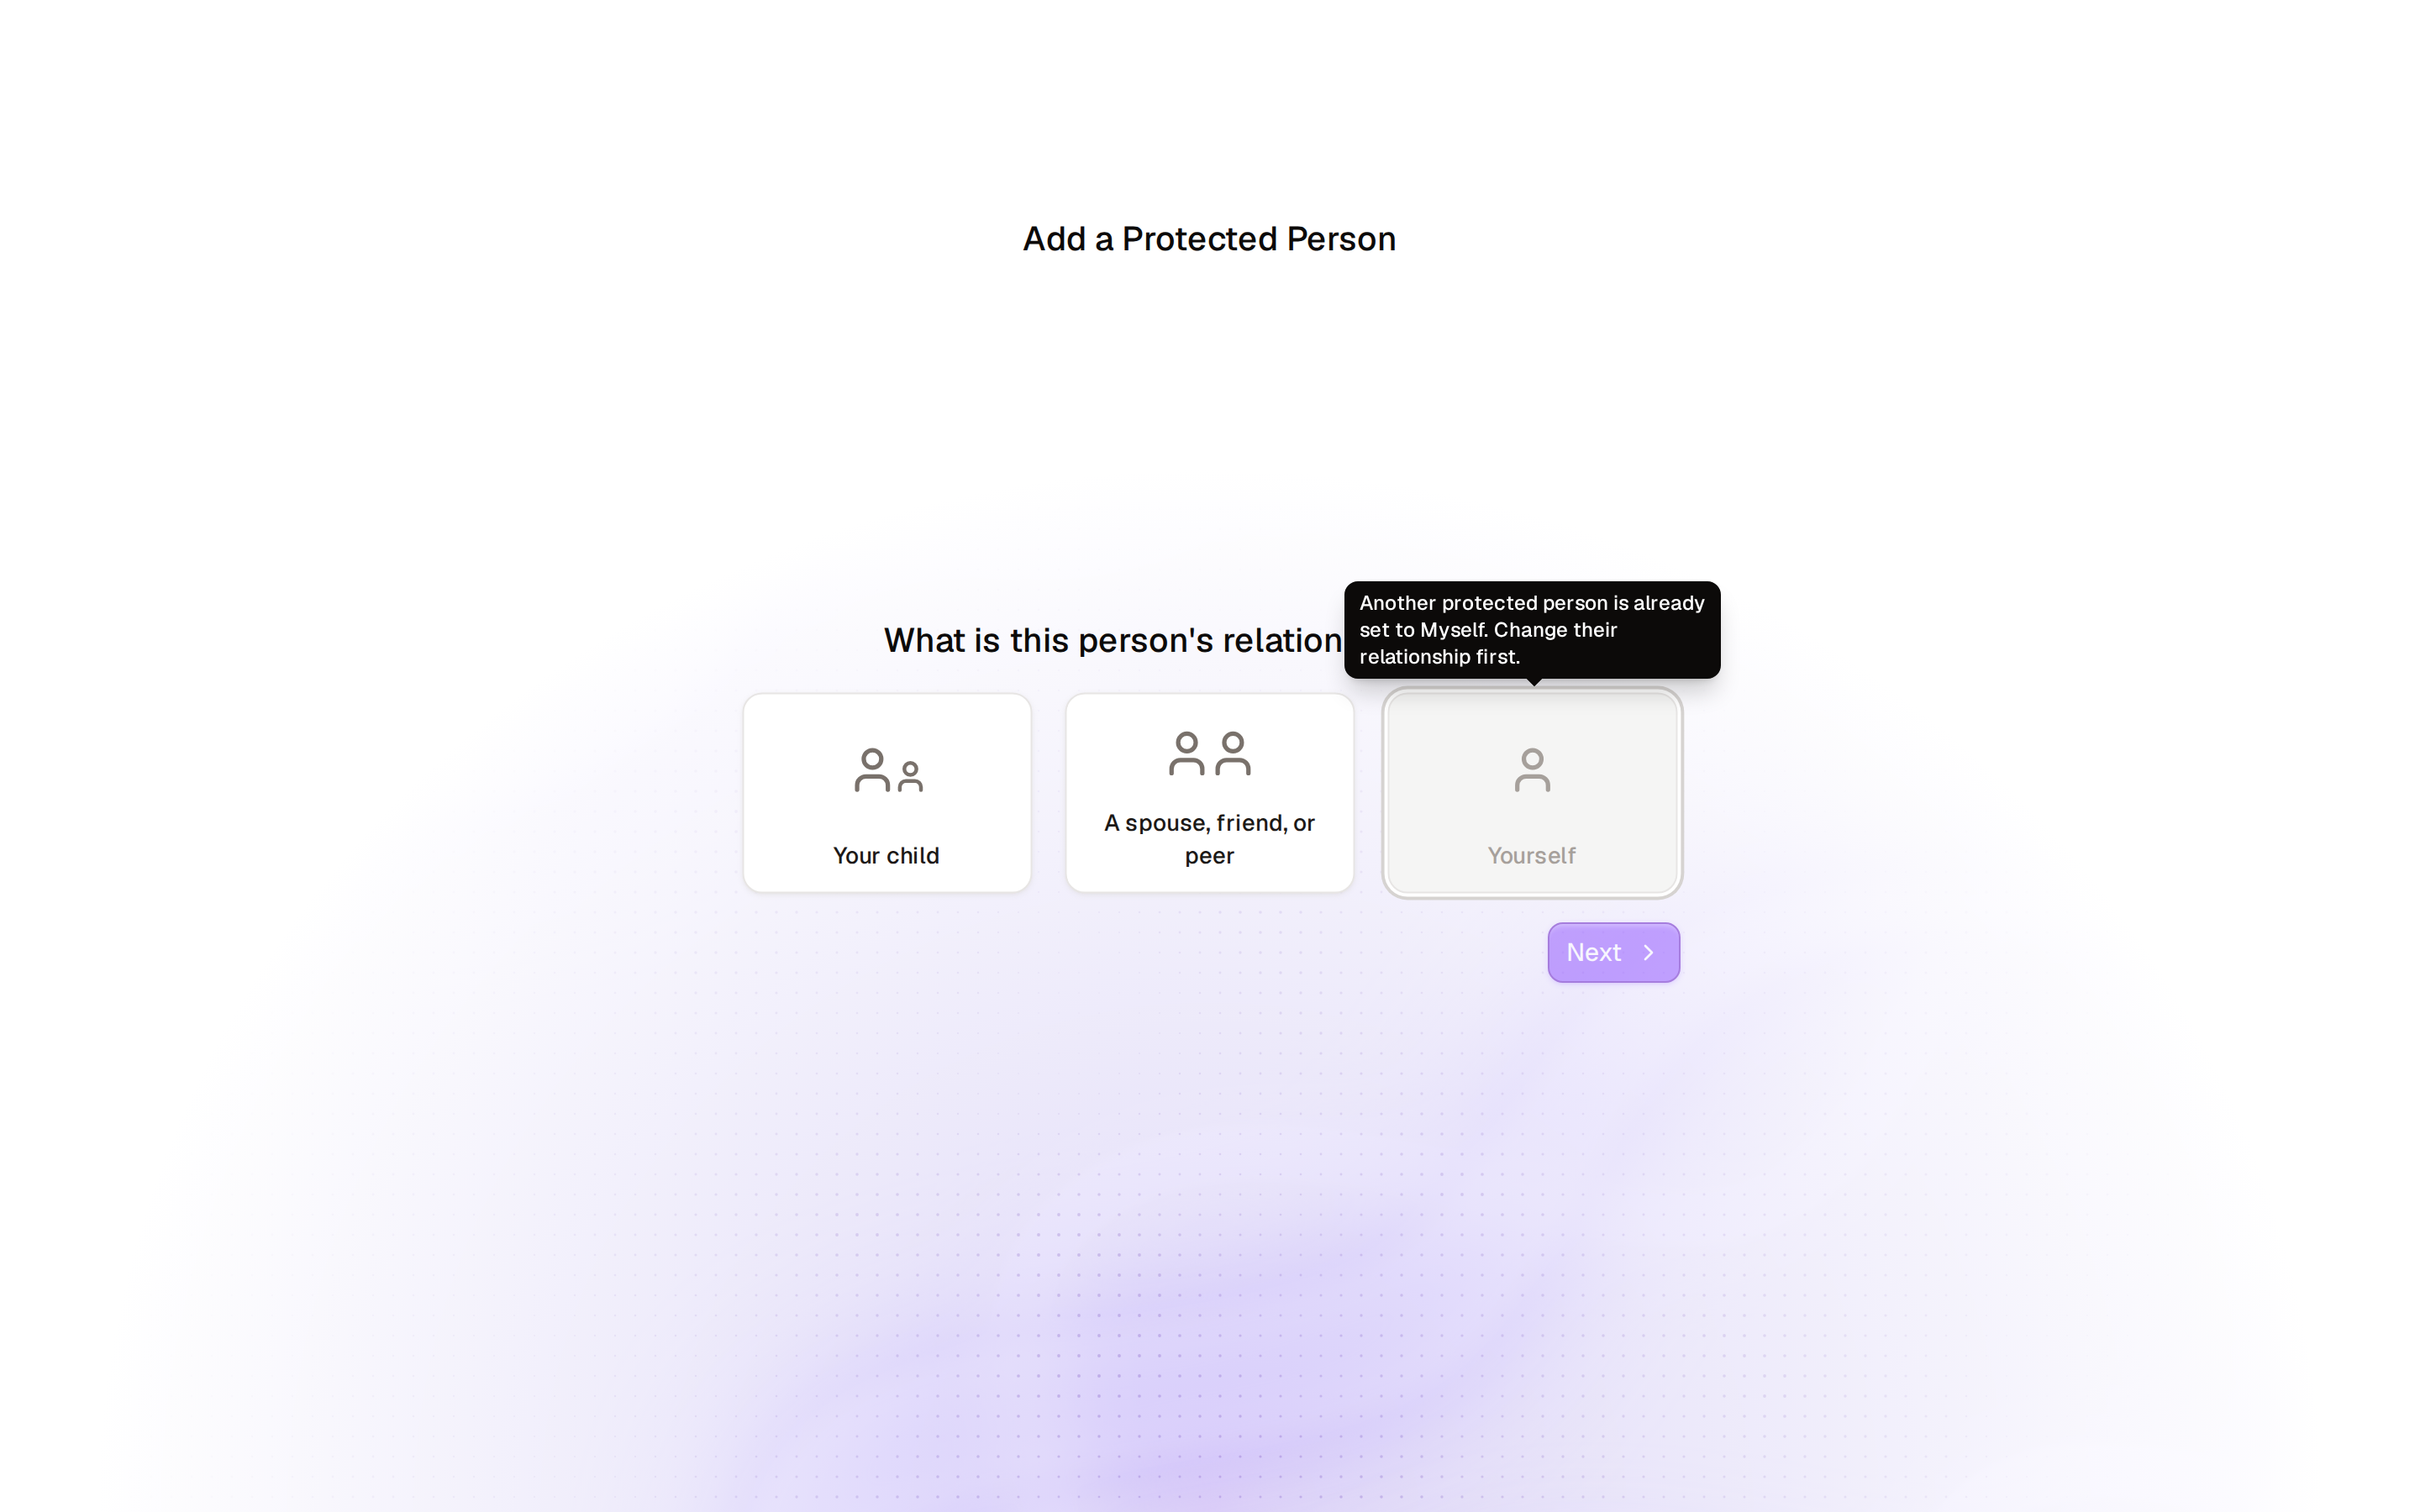 Add a Protected Person
Another protected person is already
set to Myself. Change their
relationship first.
What is this person's relation
Your child
A spouse, friend, or
peer
Yourself
Next